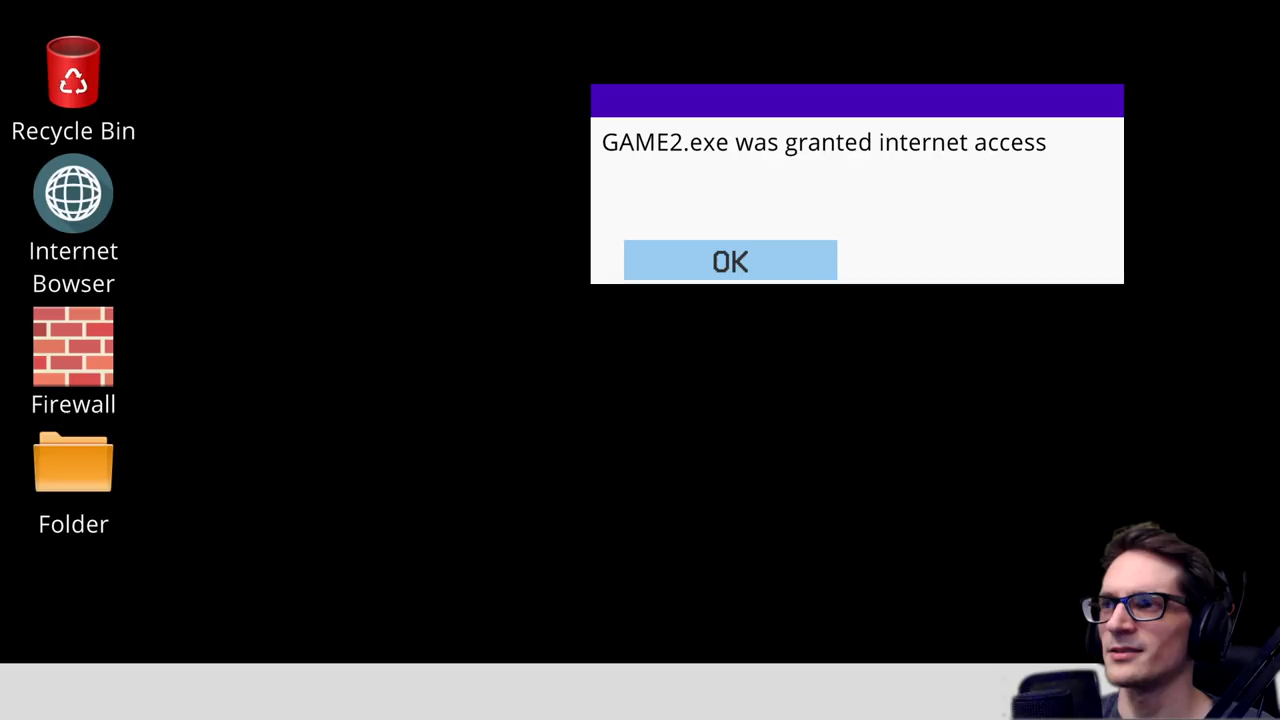 Recycle Bin
Internet
Bowser
Firewall
Folder
GAME2.exe was granted internet access
OK